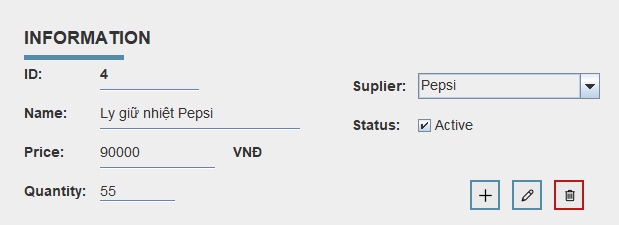 INFORMATION
ID: 4
Name: Ly giữ nhiệt Pepsi
Price: 90000 VNĐ
Quantity: 55
Suplier: Pepsi
Status: Active